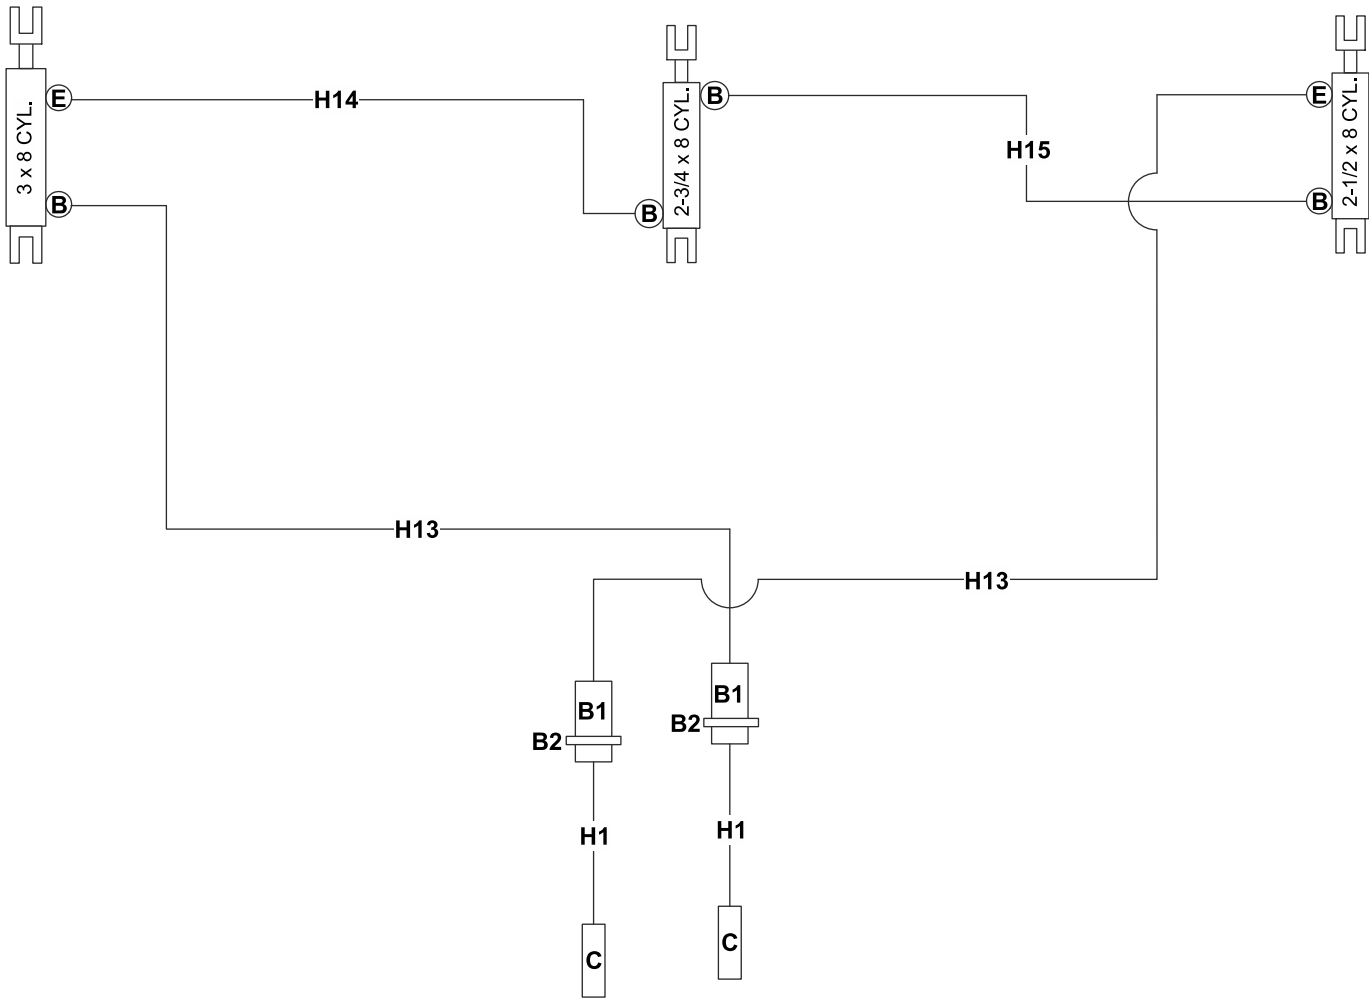 3 x 8 CYL.
E
B
H14
2-3/4 x 8 CYL.
B
B
H15
2-1/2 x 8 CYL.
E
B
H13
H13
B1
B2
B1
B2
H1
H1
C
C